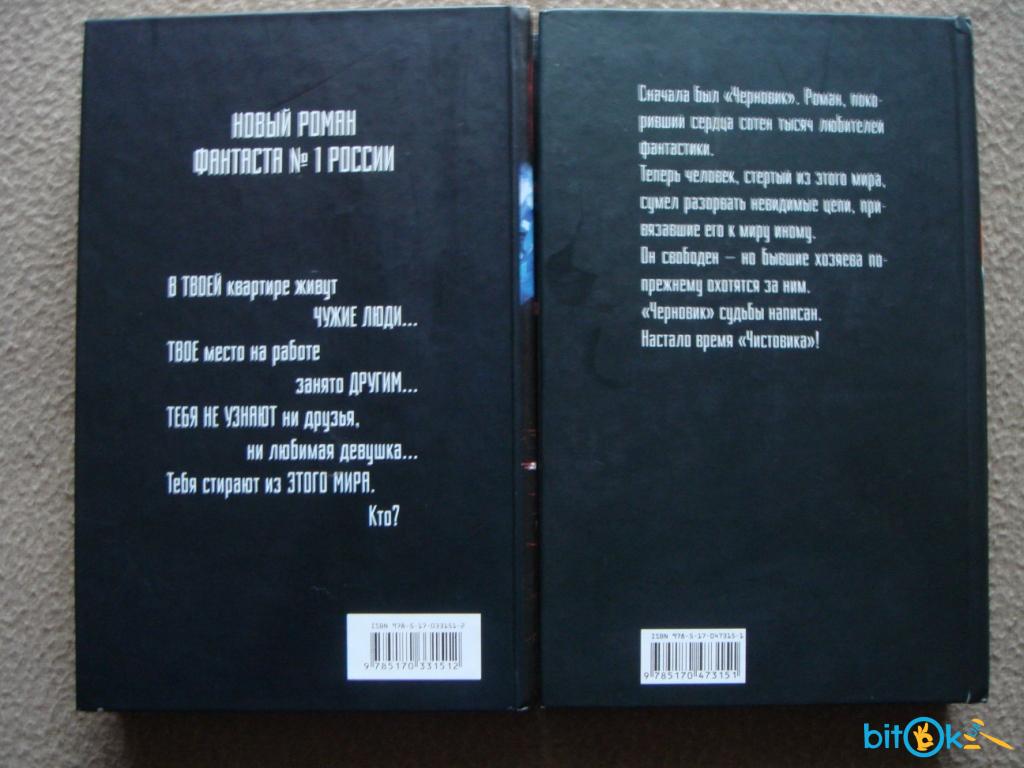 НОВЫЙ РОМАН
ФАНТАСТА № 1 РОССИИ
В ТВОЕЙ квартире живут
ЧУЖИЕ ЛЮДИ...
ТВОЕ место на работе
занято ДРУГИМ...
ТЕБЯ НЕ УЗНАЮТ ни друзья,
ни любимая девушка...
Тебя стирают из ЭТОГО МИРА.
Кто?
ISBN 978-5-17-033151-2
9 785170 331512
Сначала был «Черновик». Роман, поко-
ривший сердца сотен тысяч любителей
фантастики.
Теперь человек, стертый из этого мира,
сумел разорвать невидимые цепи, при-
вязавшие его к миру иному.
Он свободен — но бывшие хозяева по-
прежнему охотятся за ним.
«Черновик» судьбы написан.
Настало время «Чистовика»!
ISBN 978-5-17-047315-1
9 785170 473151
bitOk